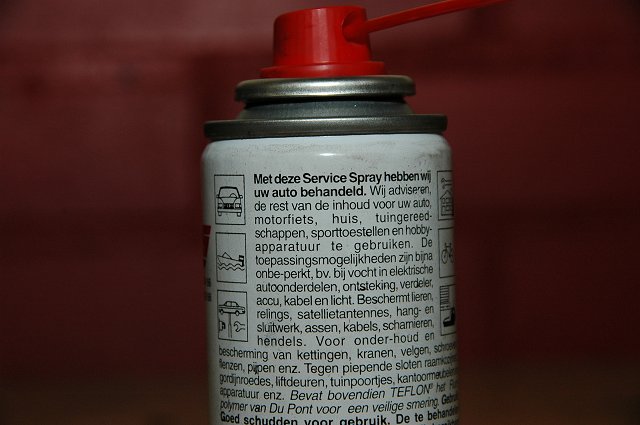 Met deze Service Spray hebben wij
uw auto behandeld. Wij adviseren,
de rest van de inhoud voor uw auto,
motorfiets, huis, tuingereed-
schappen, sporttoestellen en hobby-
apparatuur te gebruiken. De
toepassingsmogelijkheden zijn bijna
onbe-perkt, bv. bij vocht in elektrische
autoonderdelen, ontsteking, verdeler,
accu, kabel en licht. Beschermt lieren,
relings, satellietantennes, hang- en
sluitwerk, assen, kabels, scharnieren,
hendels. Voor onder-houd en
bescherming van kettingen, kranen, velgen,
flenzen, pijpen enz. Tegen piepende sloten
gordijnroedes, liftdeuren, tuinpoortjes,
apparatuur enz. Bevat bovendien TEFLON® het
polymer van Du Pont voor een veilige smering.
Goed schudden voor gebruik. De te